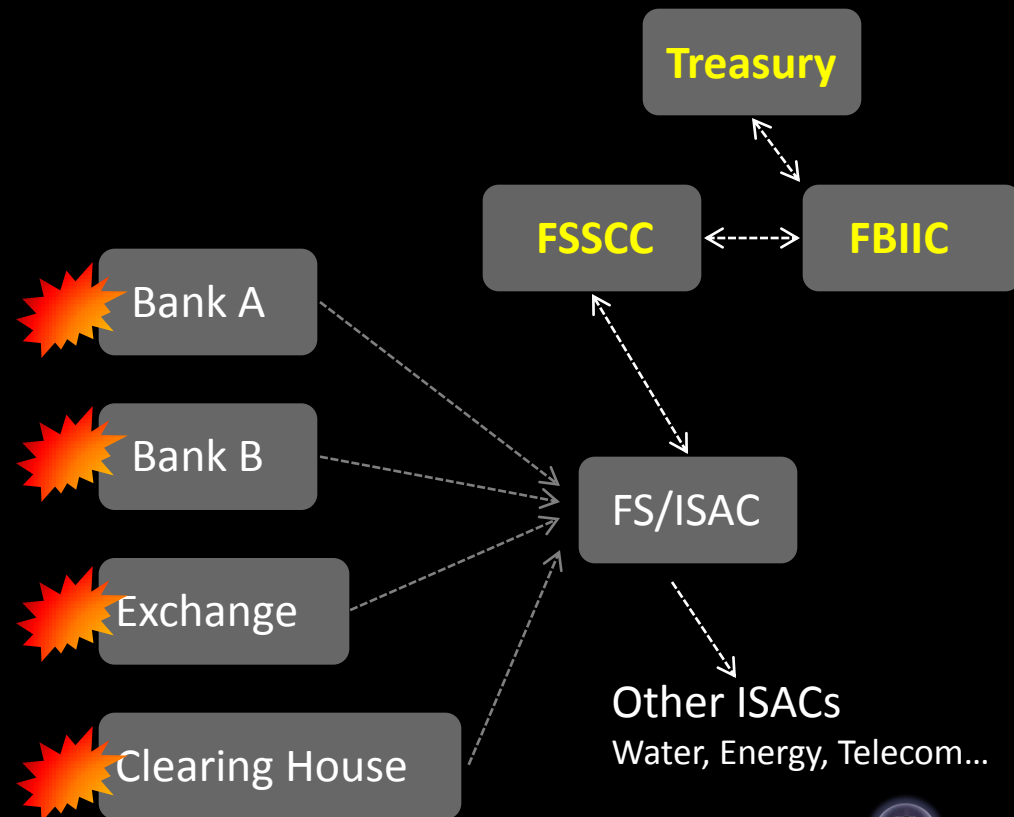 Treasury
FSSCC
FBIIC
Bank A
Bank B
FS/ISAC
Exchange
Other ISACs
Water, Energy, Telecom…
Clearing House